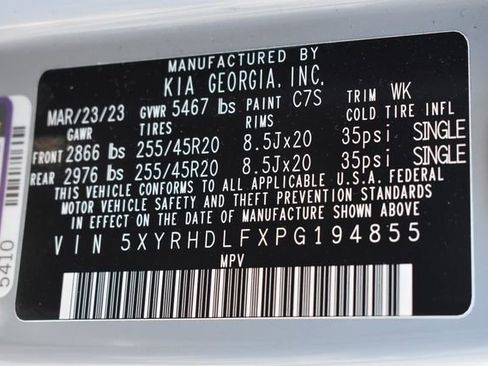 MANUFACTURED BY
KIA GEORGIA, INC.
MAR/23/23 GVWR 5467 lbs PAINT C7S TRIM WK
GAWR TIRES RIMS COLD TIRE INFL
FRONT 2866 lbs 255/45R20 8.5Jx20 35psi SINGLE
REAR 2976 lbs 255/45R20 8.5Jx20 35psi SINGLE
THIS VEHICLE CONFORMS TO ALL APPLICABLE U.S.A. FEDERAL
MOTOR VEHICLE SAFETY AND THEFT PREVENTION STANDARDS
IN EFFECT ON THE DATE OF MANUFACTURE SHOWN ABOVE.
VIN 5XYRHDLFXPG194855
MPV
5410